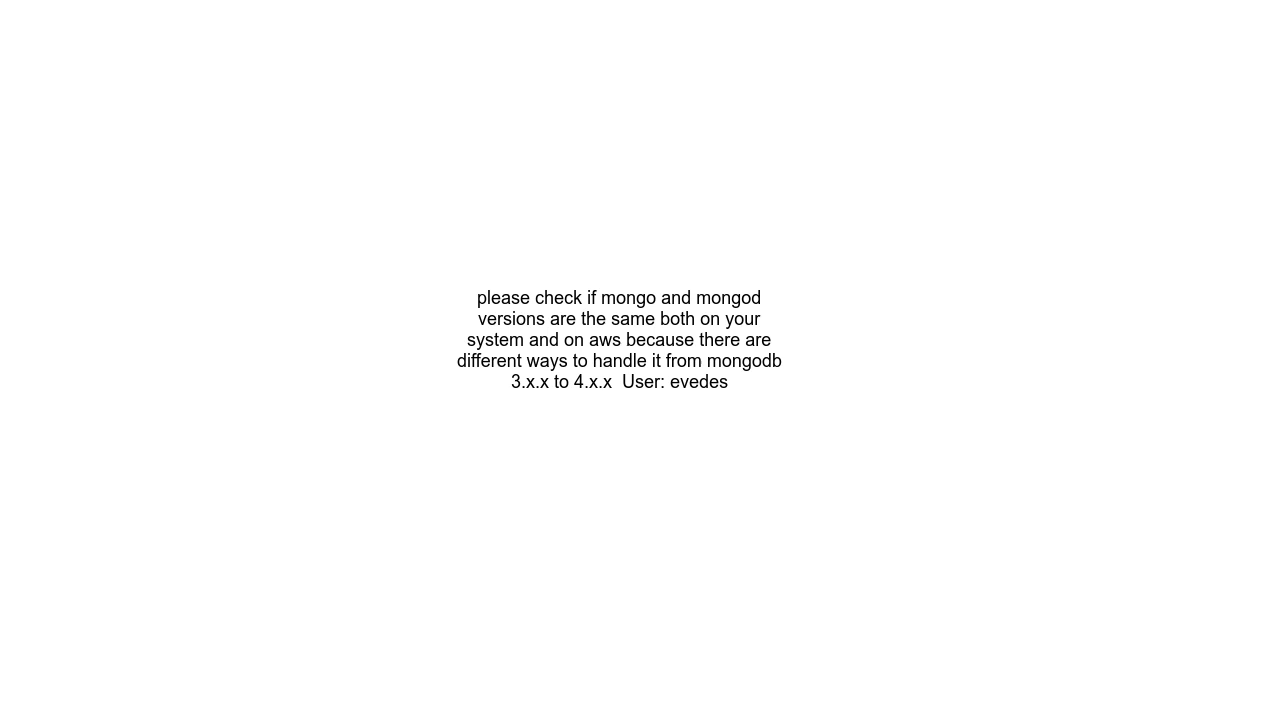 please check if mongo and mongod
versions are the same both on your
system and on aws because there are
different ways to handle it from mongodb
3.x.x to 4.x.x  User: evedes